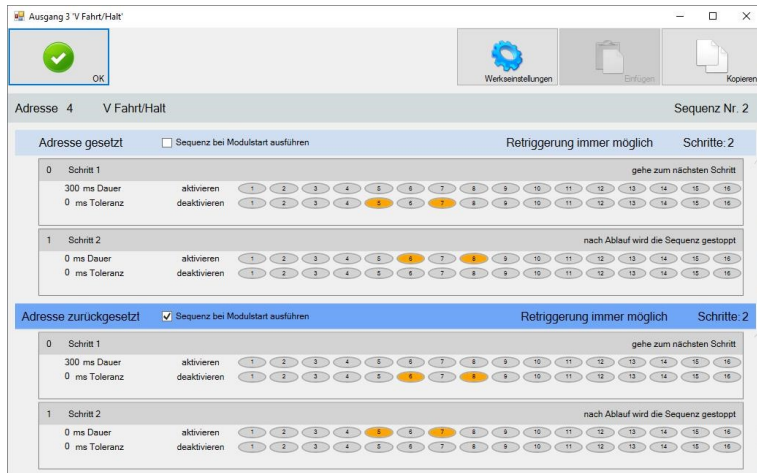 Ausgang 3 'V Fahrt/Halt'
OK
Werkseinstellungen
Einfügen
Kopieren
Adresse 4 V Fahrt/Halt Sequenz Nr. 2
Adresse gesetzt Sequenz bei Modulstart ausführen Retriggerung immer möglich Schritte: 2
0 Schritt 1 gehe zum nächsten Schritt
300 ms Dauer aktivieren 1 2 3 4 5 6 7 8 9 10 11 12 13 14 15 16
0 ms Toleranz deaktivieren 1 2 3 4 5 6 7 8 9 10 11 12 13 14 15 16
1 Schritt 2 nach Ablauf wird die Sequenz gestoppt
0 ms Dauer aktivieren 1 2 3 4 5 6 7 8 9 10 11 12 13 14 15 16
0 ms Toleranz deaktivieren 1 2 3 4 5 6 7 8 9 10 11 12 13 14 15 16
Adresse zurückgesetzt Sequenz bei Modulstart ausführen Retriggerung immer möglich Schritte: 2
0 Schritt 1 gehe zum nächsten Schritt
300 ms Dauer aktivieren 1 2 3 4 5 6 7 8 9 10 11 12 13 14 15 16
0 ms Toleranz deaktivieren 1 2 3 4 5 6 7 8 9 10 11 12 13 14 15 16
1 Schritt 2 nach Ablauf wird die Sequenz gestoppt
0 ms Dauer aktivieren 1 2 3 4 5 6 7 8 9 10 11 12 13 14 15 16
0 ms Toleranz deaktivieren 1 2 3 4 5 6 7 8 9 10 11 12 13 14 15 16